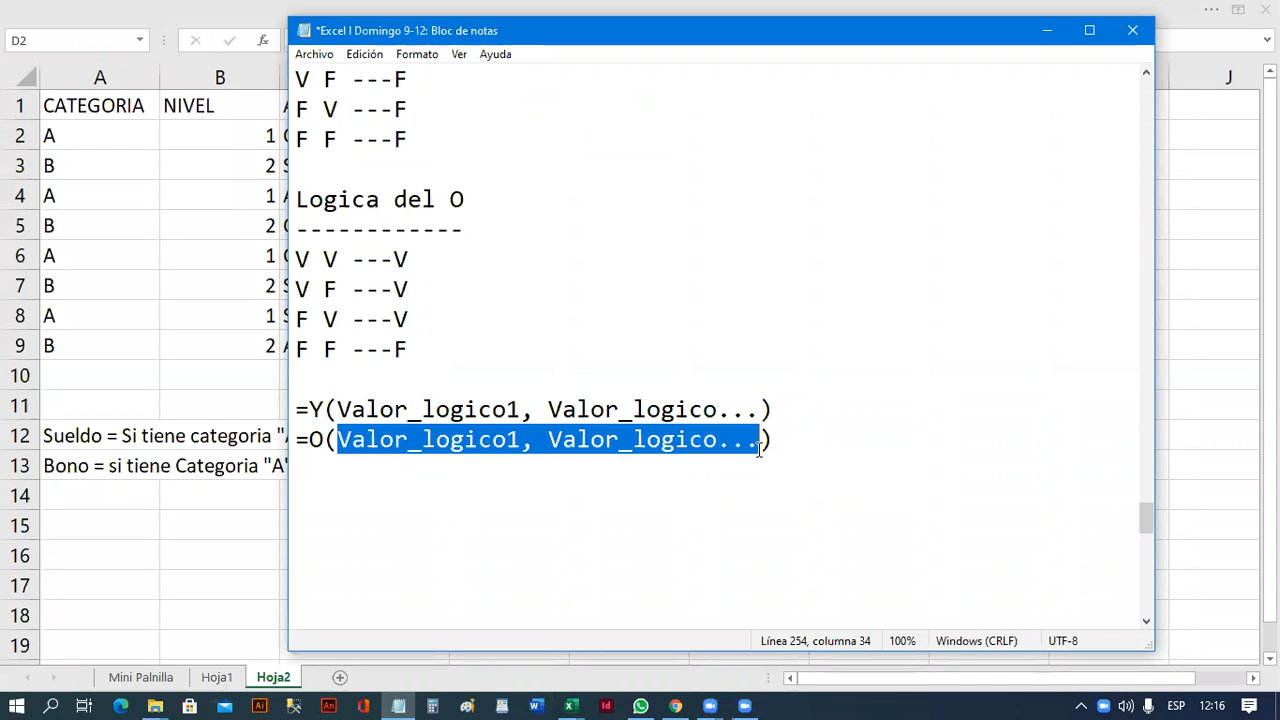 D2
*Excel I Domingo 9-12: Bloc de notas
Archivo Edición Formato Ver Ayuda
V F ---F
F V ---F
F F ---F
Logica del O
------------
V V ---V
V F ---V
F V ---V
F F ---F
=Y(Valor_logico1, Valor_logico...)
=O(Valor_logico1, Valor_logico...)
Línea 254, columna 34 100% Windows (CRLF) UTF-8
A B J
1 CATEGORIA NIVEL
2 A 1
3 B 2
4 A 1
5 B 2
6 A 1
7 B 2
8 A 1
9 B 2
10
11
12 Sueldo = Si tiene categoria "A
13 Bono = si tiene Categoria "A"
14
15
16
17
18
19
Mini Palnilla Hoja1 Hoja2
ESP 12:16